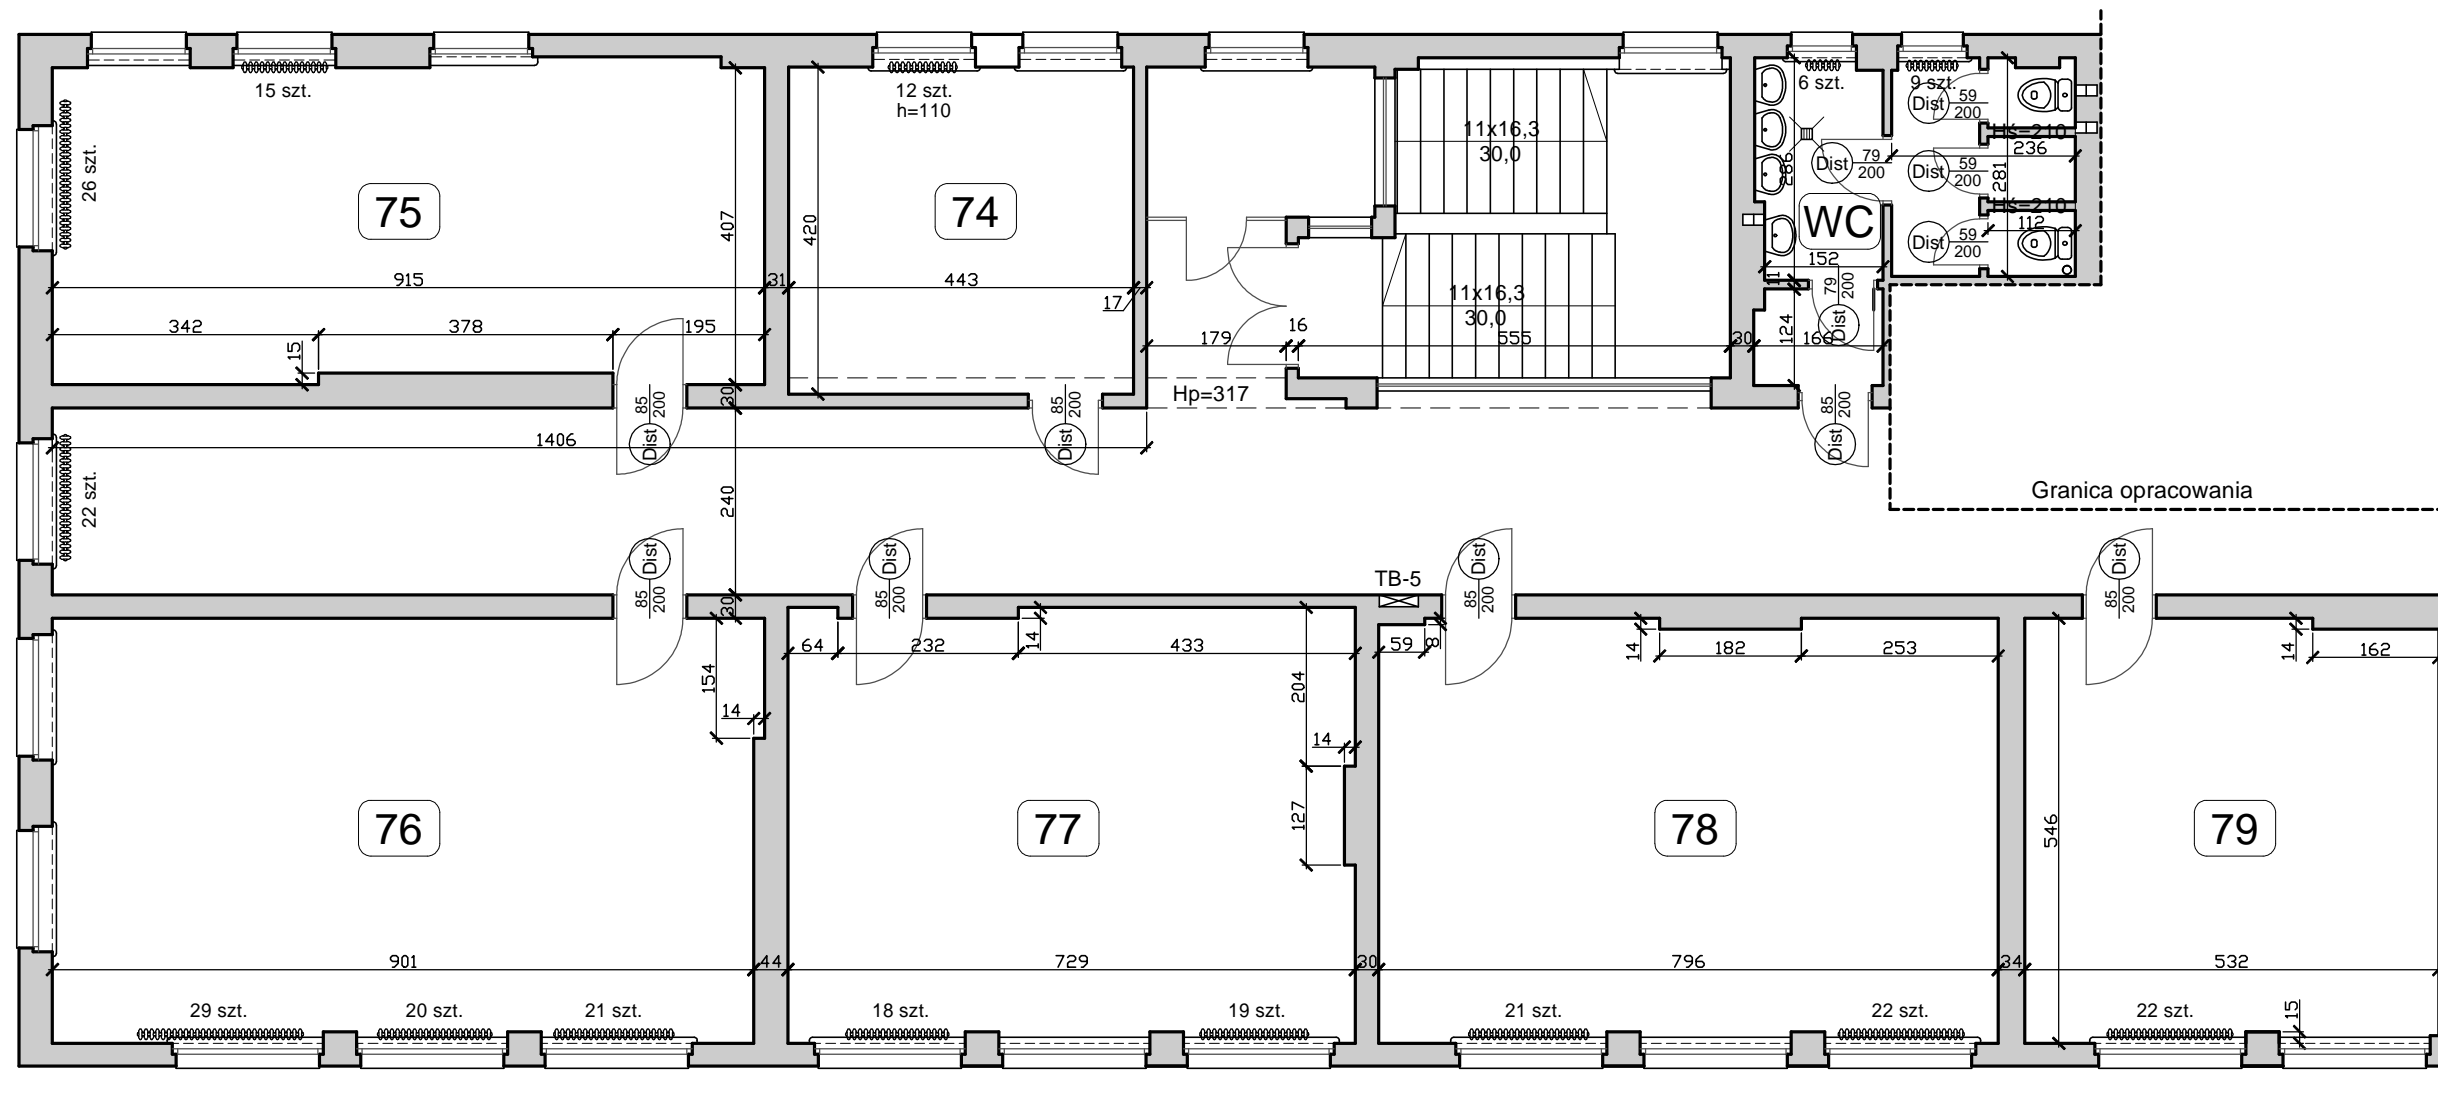 15 szt.
12 szt.
h=110
6 szt.
9 szt.
26 szt.
75
407
420
74
11x16,3
30,0
286
Dist
79
200
WC
Dist
59
200
Hs=210
236
Dist
59
200
281
Hs=210
112
Dist
59
200
152
11
915
31
443
17
11x16,3
30,0
342
378
195
15
179
16
555
30
166
124
79
200
Dist
Hp=317
30
85
200
Dist
85
200
Dist
85
200
Dist
1406
22 szt.
240
Granica opracowania
Dist
85
200
30
Dist
85
200
TB-5
Dist
85
200
Dist
85
200
64
232
14
433
59
8
14
182
253
14
162
154
14
204
14
127
76
77
78
546
79
901
44
729
30
796
34
532
29 szt.
20 szt.
21 szt.
18 szt.
19 szt.
21 szt.
22 szt.
22 szt.
15